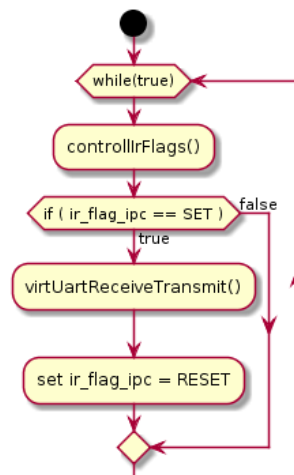 while(true)
controllIrFlags()
if ( ir_flag_ipc == SET )
false
true
virtUartReceiveTransmit()
set ir_flag_ipc = RESET